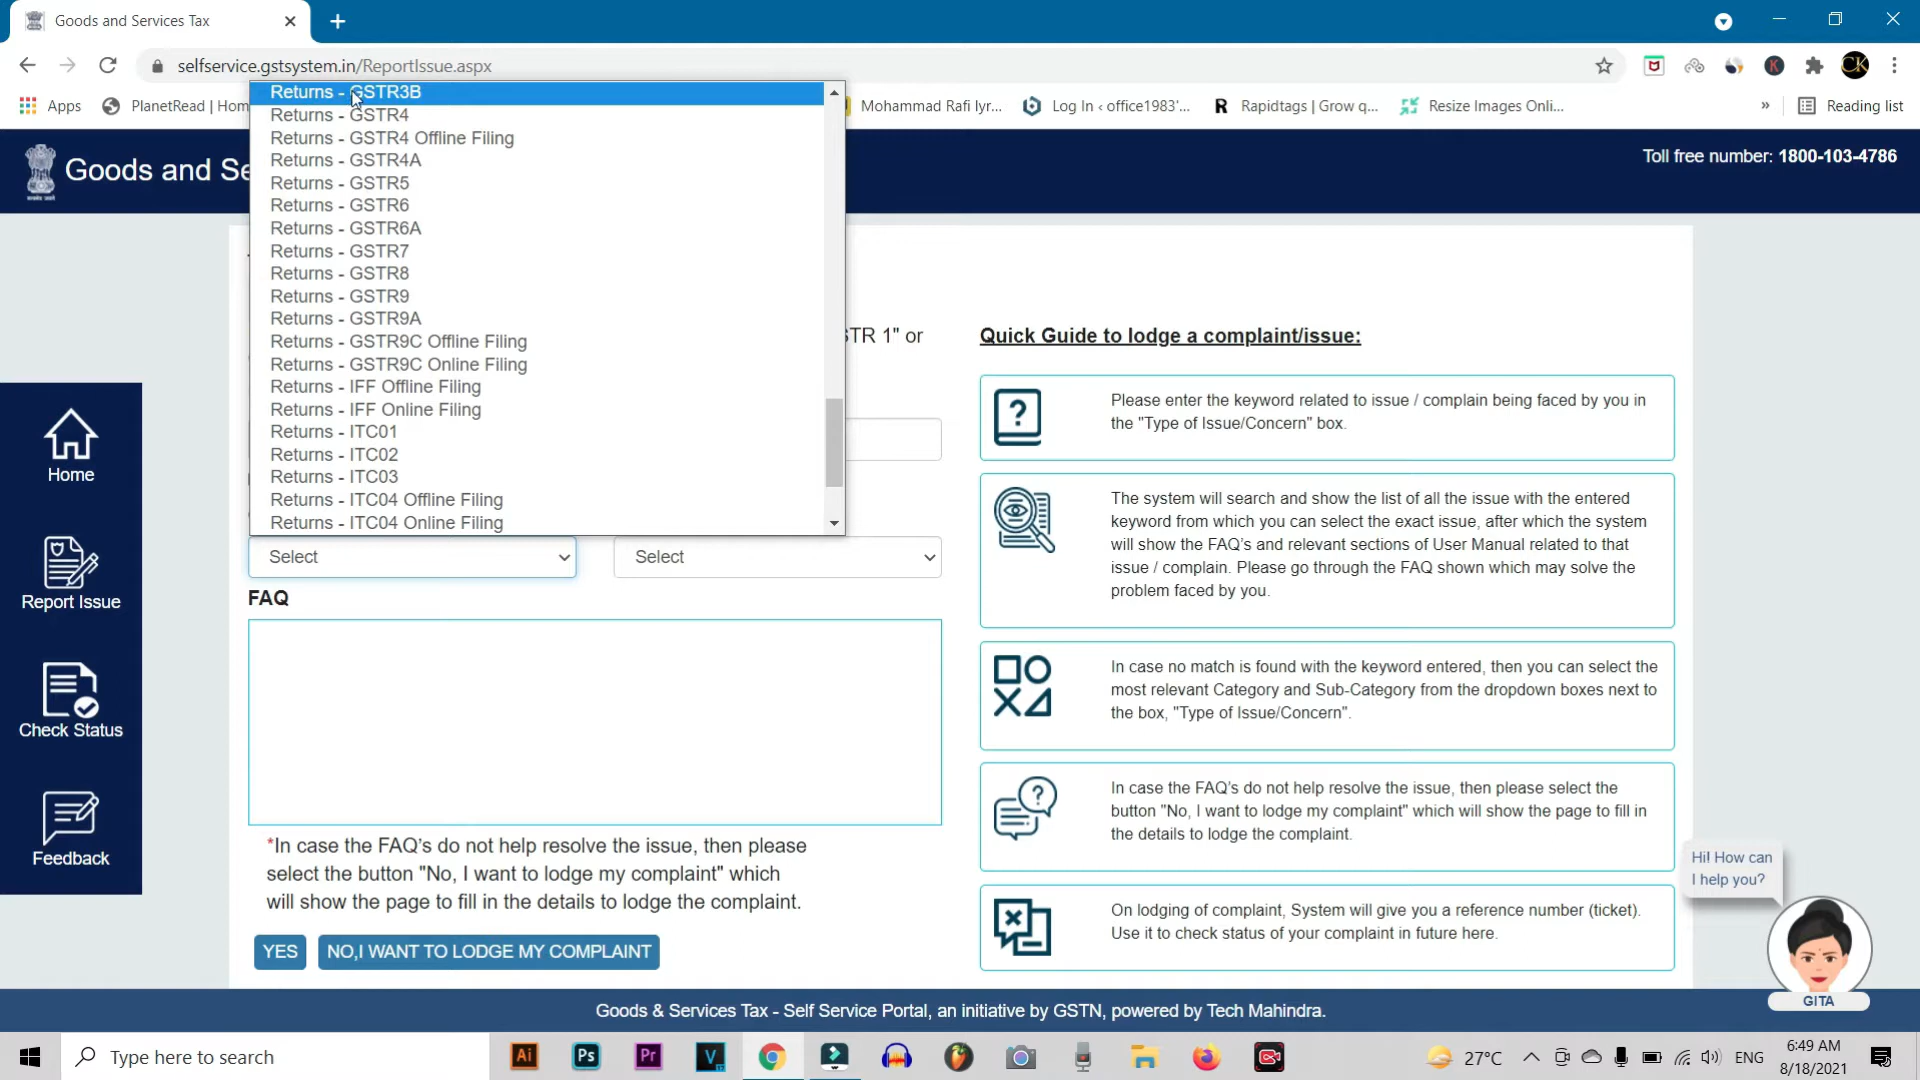 Goods and Services Tax
selfservice.gstsystem.in/ReportIssue.aspx
CK
Apps
PlanetRead | Hom
Mohammad Rafi lyr...
Log In ‹ office1983'...
Rapidtags | Grow q...
Resize Images Onli...
»
Reading list
Goods and Se
Toll free number: 1800-103-4786
Returns - GSTR3B
Returns - GSTR4
Returns - GSTR4 Offline Filing
Returns - GSTR4A
Returns - GSTR5
Returns - GSTR6
Returns - GSTR6A
Returns - GSTR7
Returns - GSTR8
Returns - GSTR9
Returns - GSTR9A
Returns - GSTR9C Offline Filing
Returns - GSTR9C Online Filing
Returns - IFF Offline Filing
Returns - IFF Online Filing
Returns - ITC01
Returns - ITC02
Returns - ITC03
Returns - ITC04 Offline Filing
Returns - ITC04 Online Filing
STR 1" or
Select
Select
FAQ
*In case the FAQ's do not help resolve the issue, then please
select the button "No, I want to lodge my complaint" which
will show the page to fill in the details to lodge the complaint.
YES
NO,I WANT TO LODGE MY COMPLAINT
Home
Report Issue
Check Status
Feedback
Quick Guide to lodge a complaint/issue:
Please enter the keyword related to issue / complain being faced by you in
the "Type of Issue/Concern" box.
The system will search and show the list of all the issue with the entered
keyword from which you can select the exact issue, after which the system
will show the FAQ's and relevant sections of User Manual related to that
issue / complain. Please go through the FAQ shown which may solve the
problem faced by you.
In case no match is found with the keyword entered, then you can select the
most relevant Category and Sub-Category from the dropdown boxes next to
the box, "Type of Issue/Concern".
In case the FAQ's do not help resolve the issue, then please select the
button "No, I want to lodge my complaint" which will show the page to fill in
the details to lodge the complaint.
On lodging of complaint, System will give you a reference number (ticket).
Use it to check status of your complaint in future here.
Hi! How can
I help you?
GITA
Goods & Services Tax - Self Service Portal, an initiative by GSTN, powered by Tech Mahindra.
Type here to search
Ai
Ps
Pr
V
27°C
ENG
6:49 AM
8/18/2021